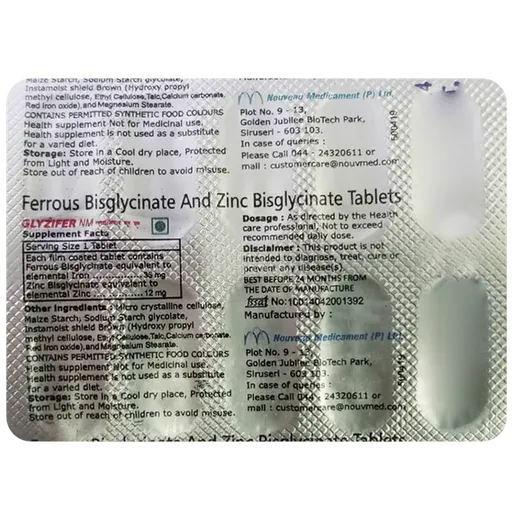 Maize Starch, Sodium Starch glycolate,
Instamoist shield Brown (Hydroxy propyl
methyl cellulose, Ethyl Cellulose,Talc,Calcium carbonate,
Red Iron oxide),and Magnesium Stearate.
CONTAINS PERMITTED SYNTHETIC FOOD COLOURS
Health supplement Not for Medicinal use.
Health supplement is not used as a substitute
for a varied diet.
Storage: Store in a Cool dry place, Protected
from Light and Moisture.
Store out of reach of children to avoid misuse.
Nouveau Medicament (P) Ltd.
Plot No. 9 - 13,
Golden Jubilee BioTech Park,
Siruseri - 603 103.
In case of queries :
Please Call 044 - 24320611 or
mail : customercare@nouvmed.com
Ferrous Bisglycinate And Zinc Bisglycinate Tablets
GLYZIFER NM
Supplement Facts
Serving Size 1 Tablet
Each film coated tablet contains
Ferrous Bisglycinate equivalent to
elemental Iron
Zinc Bisglycinate equivalent to
elemental Zinc 12 mg
Other Ingredients : Micro crystalline cellulose,
Maize Starch, Sodium Starch glycolate,
Instamoist shield Brown (Hydroxy propyl
methyl cellulose, Ethyl Cellulose,Talc,Calcium carbonate,
Red Iron oxide),and Magnesium Stearate.
CONTAINS PERMITTED SYNTHETIC FOOD COLOURS
Health supplement Not for Medicinal use.
Health supplement is not used as a substitute
for a varied diet.
Storage: Store in a Cool dry place, Protected
from Light and Moisture.
Store out of reach of children to avoid misuse.
Dosage : As directed by the Health
care professional, Not to exceed
recommended daily dose.
Disclaimer : This product is not
intended to diagnose, treat, cure or
prevent any disease(s).
BEST BEFORE 24 MONTHS FROM
THE DATE OF MANUFACTURE
fssai No:10014042001392
Manufactured by :
Nouveau Medicament (P) Ltd.
Plot No. 9 - 13,
Golden Jubilee BioTech Park,
Siruseri - 603 103.
In case of queries :
Please Call 044 - 24320611 or
mail : customercare@nouvmed.com
Ferrous Bisglycinate And Zinc Bisglycinate Tablets